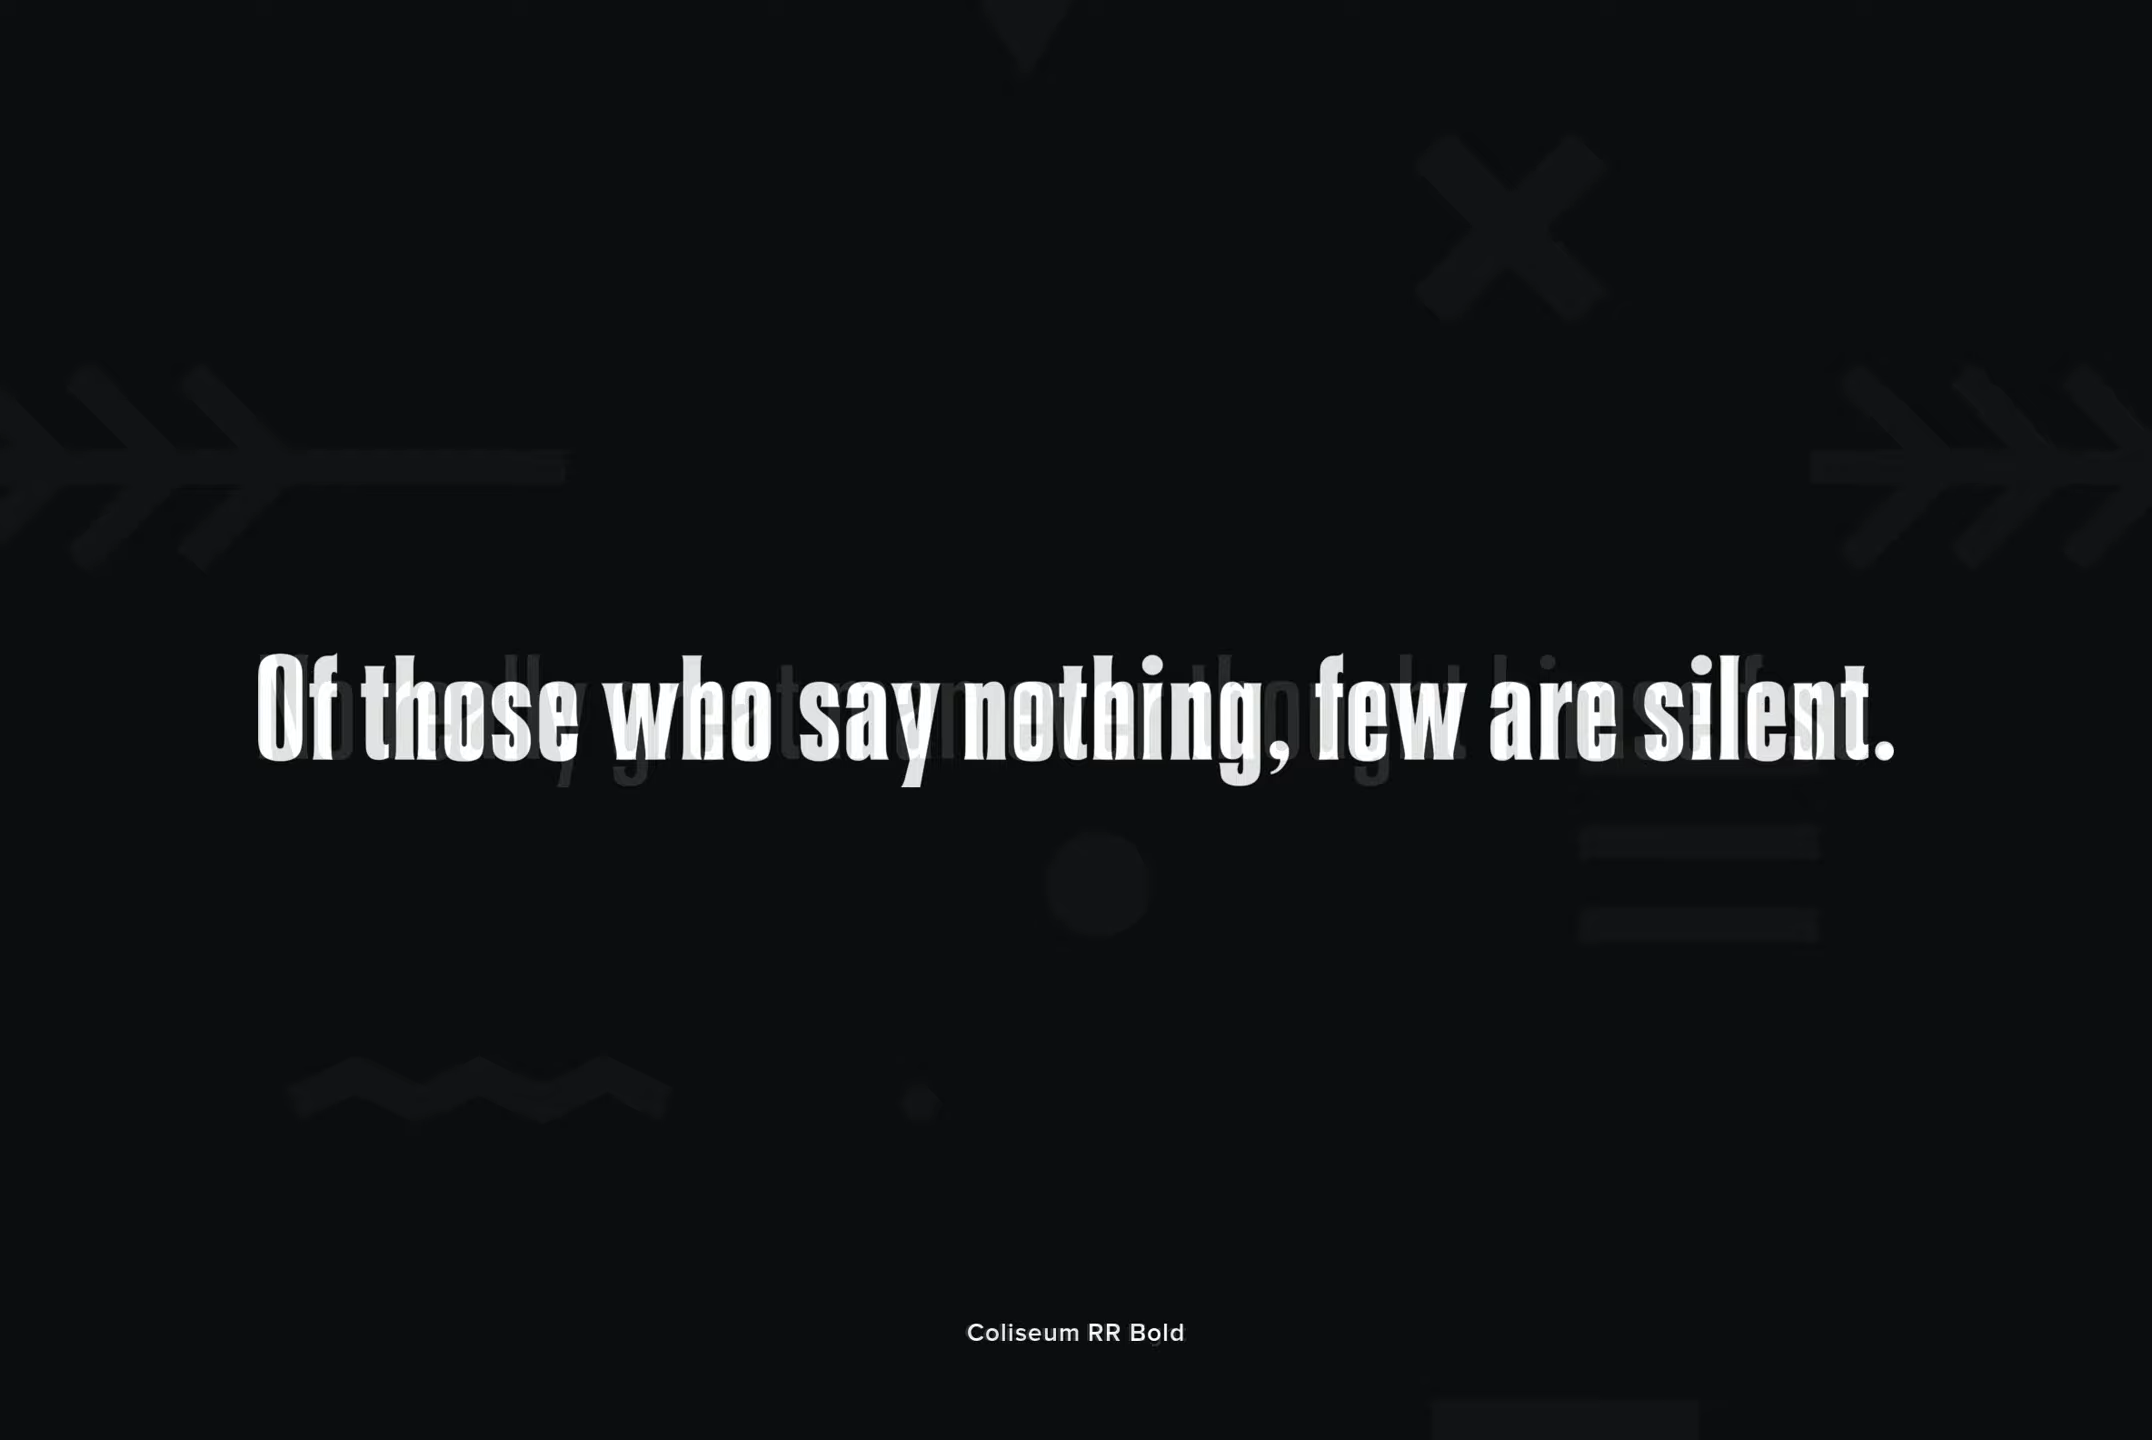 Of those who say nothing, few are silent.
Coliseum RR Bold